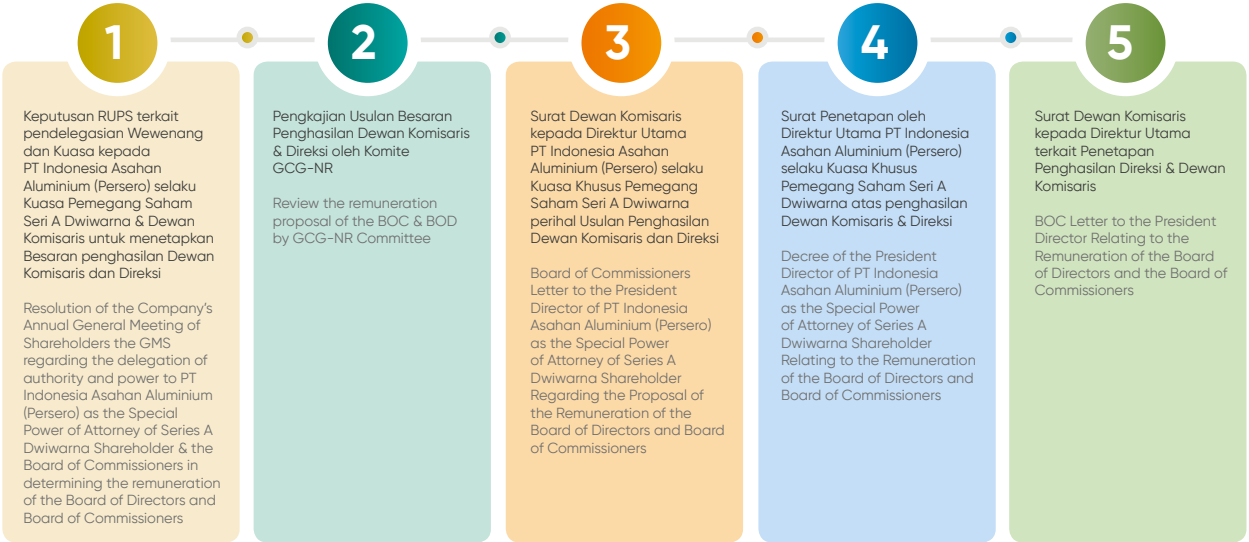 1
Keputusan RUPS terkait
pendelegasian Wewenang
dan Kuasa kepada
PT Indonesia Asahan
Aluminium (Persero) selaku
Kuasa Pemegang Saham
Seri A Dwiwarna & Dewan
Komisaris untuk menetapkan
Besaran penghasilan Dewan
Komisaris dan Direksi
Resolution of the Company's
Annual General Meeting of
Shareholders the GMS
regarding the delegation of
authority and power to PT
Indonesia Asahan Aluminium
(Persero) as the Special
Power of Attorney of Series A
Dwiwarna Shareholder & the
Board of Commissioners in
determining the remuneration
of the Board of Directors and
Board of Commissioners
2
Pengkajian Usulan Besaran
Penghasilan Dewan Komisaris
& Direksi oleh Komite
GCG-NR
Review the remuneration
proposal of the BOC & BOD
by GCG-NR Committee
3
Surat Dewan Komisaris
kepada Direktur Utama
PT Indonesia Asahan
Aluminium (Persero) selaku
Kuasa Khusus Pemegang
Saham Seri A Dwiwarna
perihal Usulan Penghasilan
Dewan Komisaris dan Direksi
Board of Commissioners
Letter to the President
Director of PT Indonesia
Asahan Aluminium (Persero)
as the Special Power
of Attorney of Series A
Dwiwarna Shareholder
Regarding the Proposal of
the Remuneration of the
Board of Directors and Board
of Commissioners
4
Surat Penetapan oleh
Direktur Utama PT Indonesia
Asahan Aluminium (Persero)
selaku Kuasa Khusus
Pemegang Saham Seri A
Dwiwarna atas penghasilan
Dewan Komisaris & Direksi
Decree of the President
Director of PT Indonesia
Asahan Aluminium (Persero)
as the Special Power
of Attorney of Series A
Dwiwarna Shareholder
Relating to the Remuneration
of the Board of Directors and
Board of Commissioners
5
Surat Dewan Komisaris
kepada Direktur Utama
terkait Penetapan
Penghasilan Direksi & Dewan
Komisaris
BOC Letter to the President
Director Relating to the
Remuneration of the Board
of Directors and the Board of
Commissioners